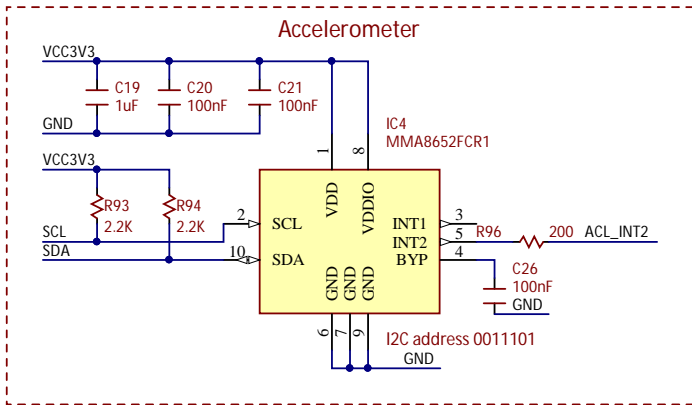 Accelerometer
VCC3V3
C19
1uF
C20
100nF
C21
100nF
GND
IC4
MMA8652FCR1
VCC3V3
1
8
VDD
VDDIO
R93
2.2K
R94
2.2K
SCL
2
SCL
INT1
3
SDA
10
SDA
INT2
5
R96
200
ACL_INT2
BYP
4
C26
100nF
GND
GND
GND
GND
6
7
9
I2C address 0011101
GND